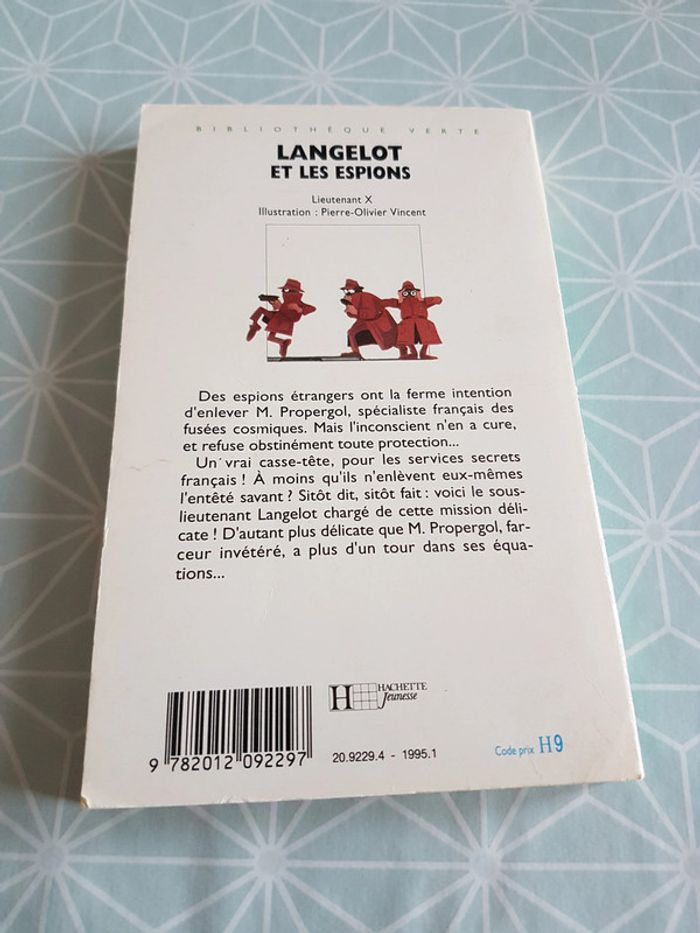 BIBLIOTHÈQUE VERTE
LANGELOT
ET LES ESPIONS
Lieutenant X
Illustration : Pierre-Olivier Vincent
Des espions étrangers ont la ferme intention
d'enlever M. Propergol, spécialiste français des
fusées cosmiques. Mais l'inconscient n'en a cure,
et refuse obstinément toute protection...
Un vrai casse-tête, pour les services secrets
français ! À moins qu'ils n'enlèvent eux-mêmes
l'entêté savant ? Sitôt dit, sitôt fait : voici le sous-
lieutenant Langelot chargé de cette mission déli-
cate ! D'autant plus délicate que M. Propergol, far-
ceur invétéré, a plus d'un tour dans ses équa-
tions...
H HACHETTE
Jeunesse
9 782012 092297
20.9229.4 - 1995.1
Code prix H9